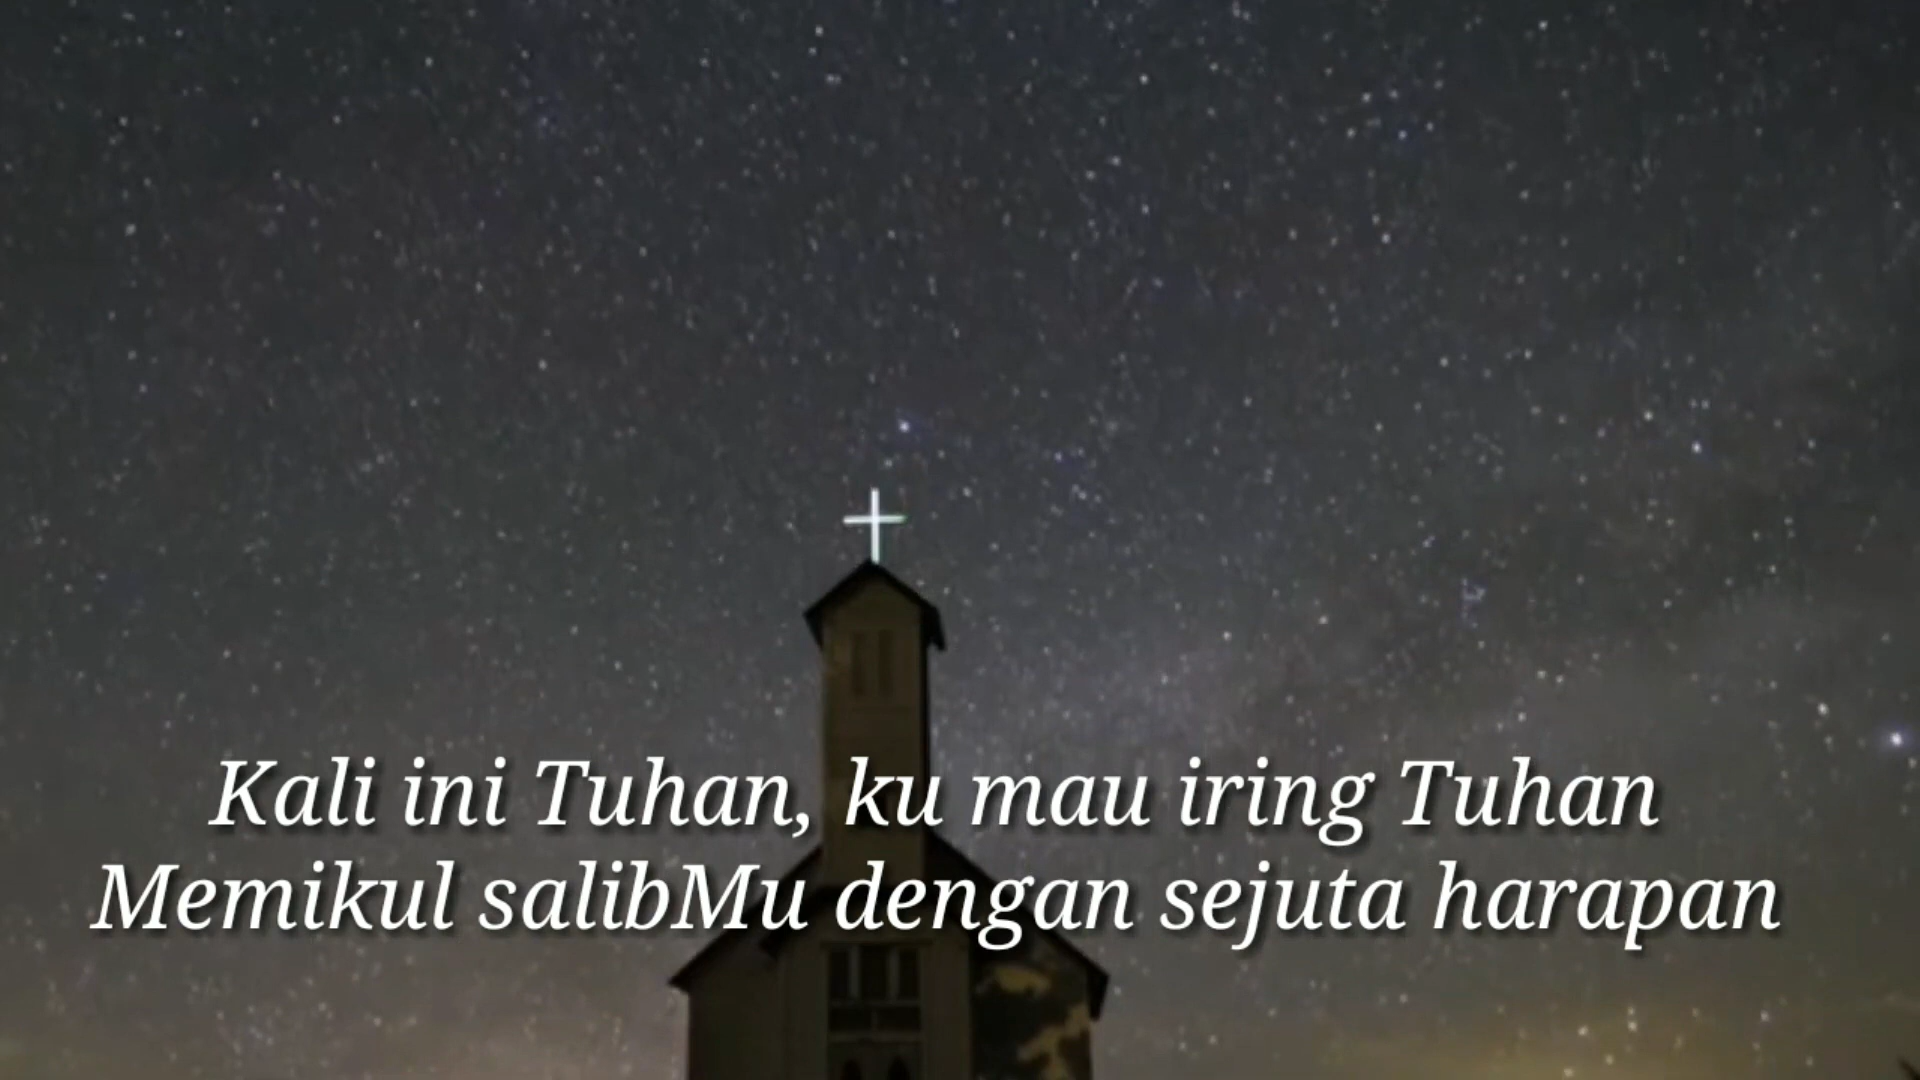 Kali ini Tuhan, ku mau iring Tuhan
Memikul salibMu dengan sejuta harapan